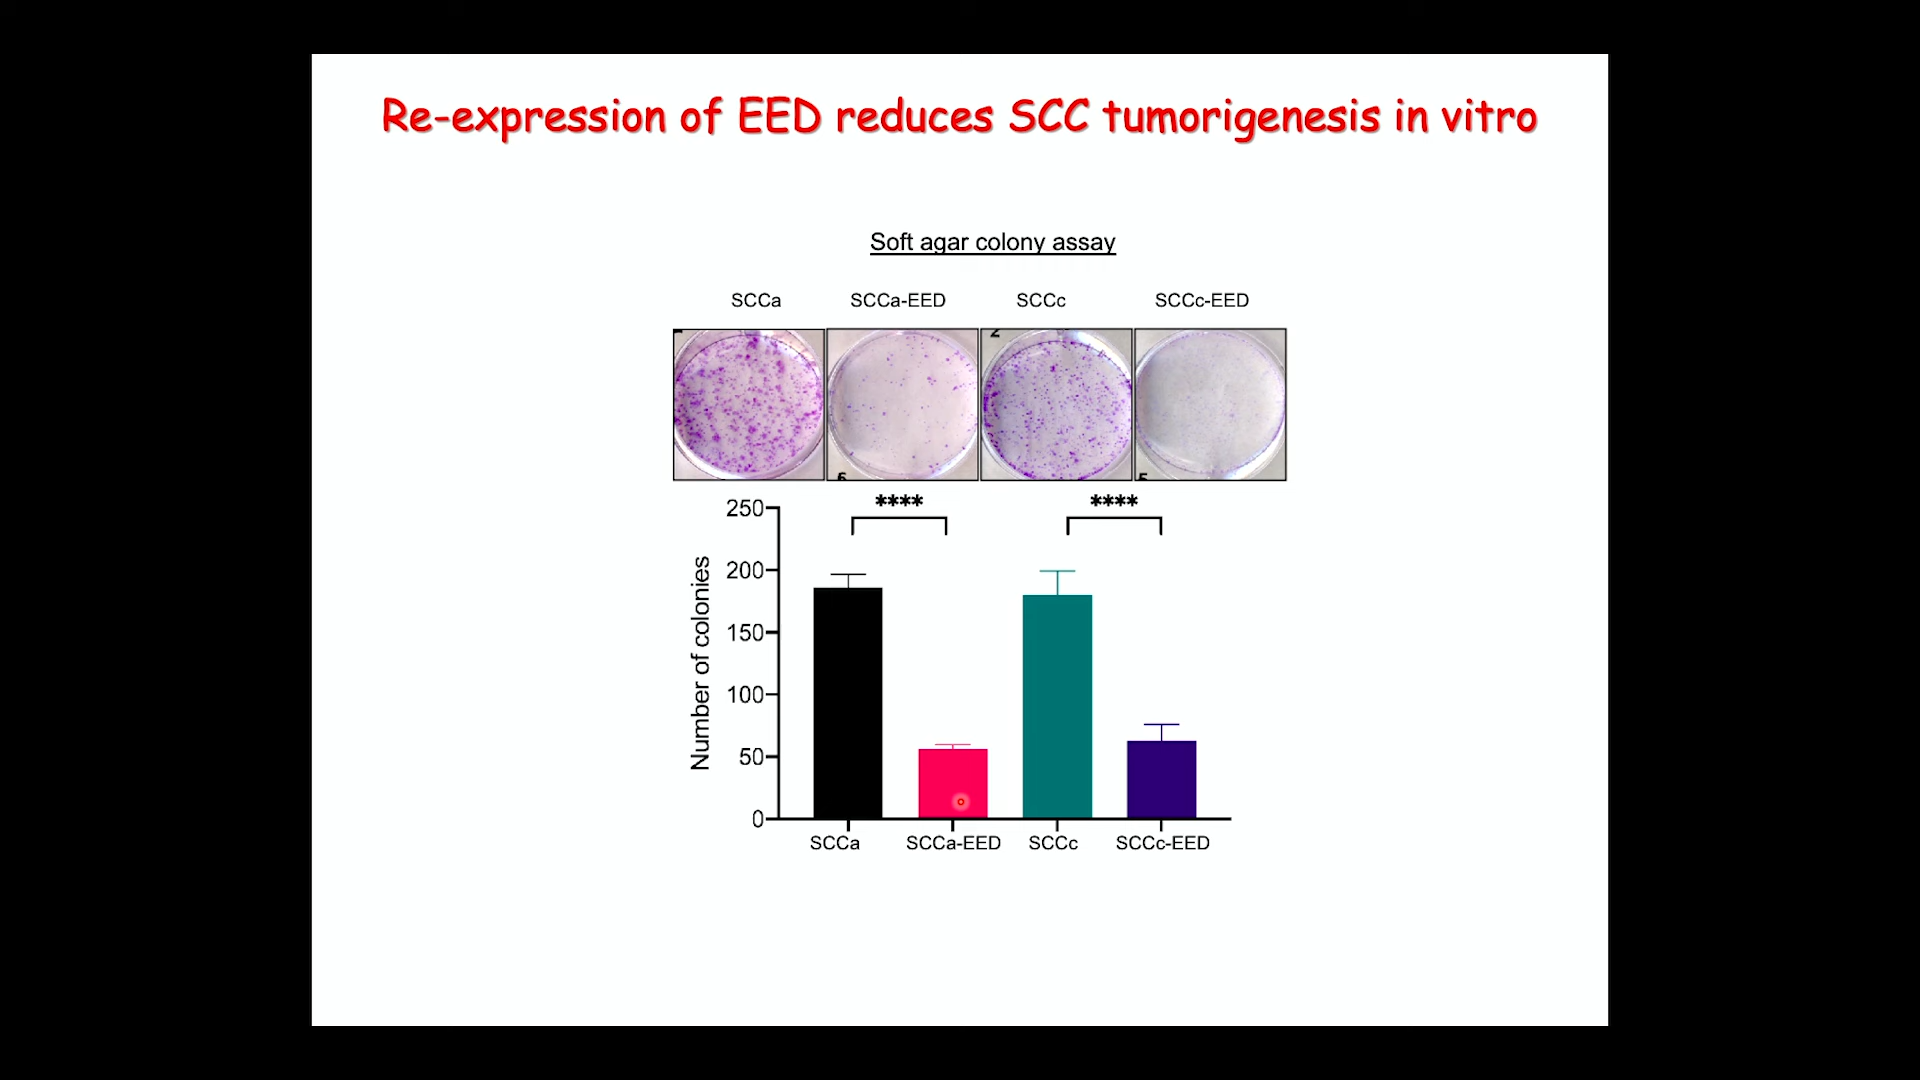 Re-expression of EED reduces SCC tumorigenesis in vitro
Soft agar colony assay
SCCa SCCa-EED SCCc SCCc-EED
2
**** ****
250
200
150
100
50
0
Number of colonies
SCCa SCCa-EED SCCc SCCc-EED